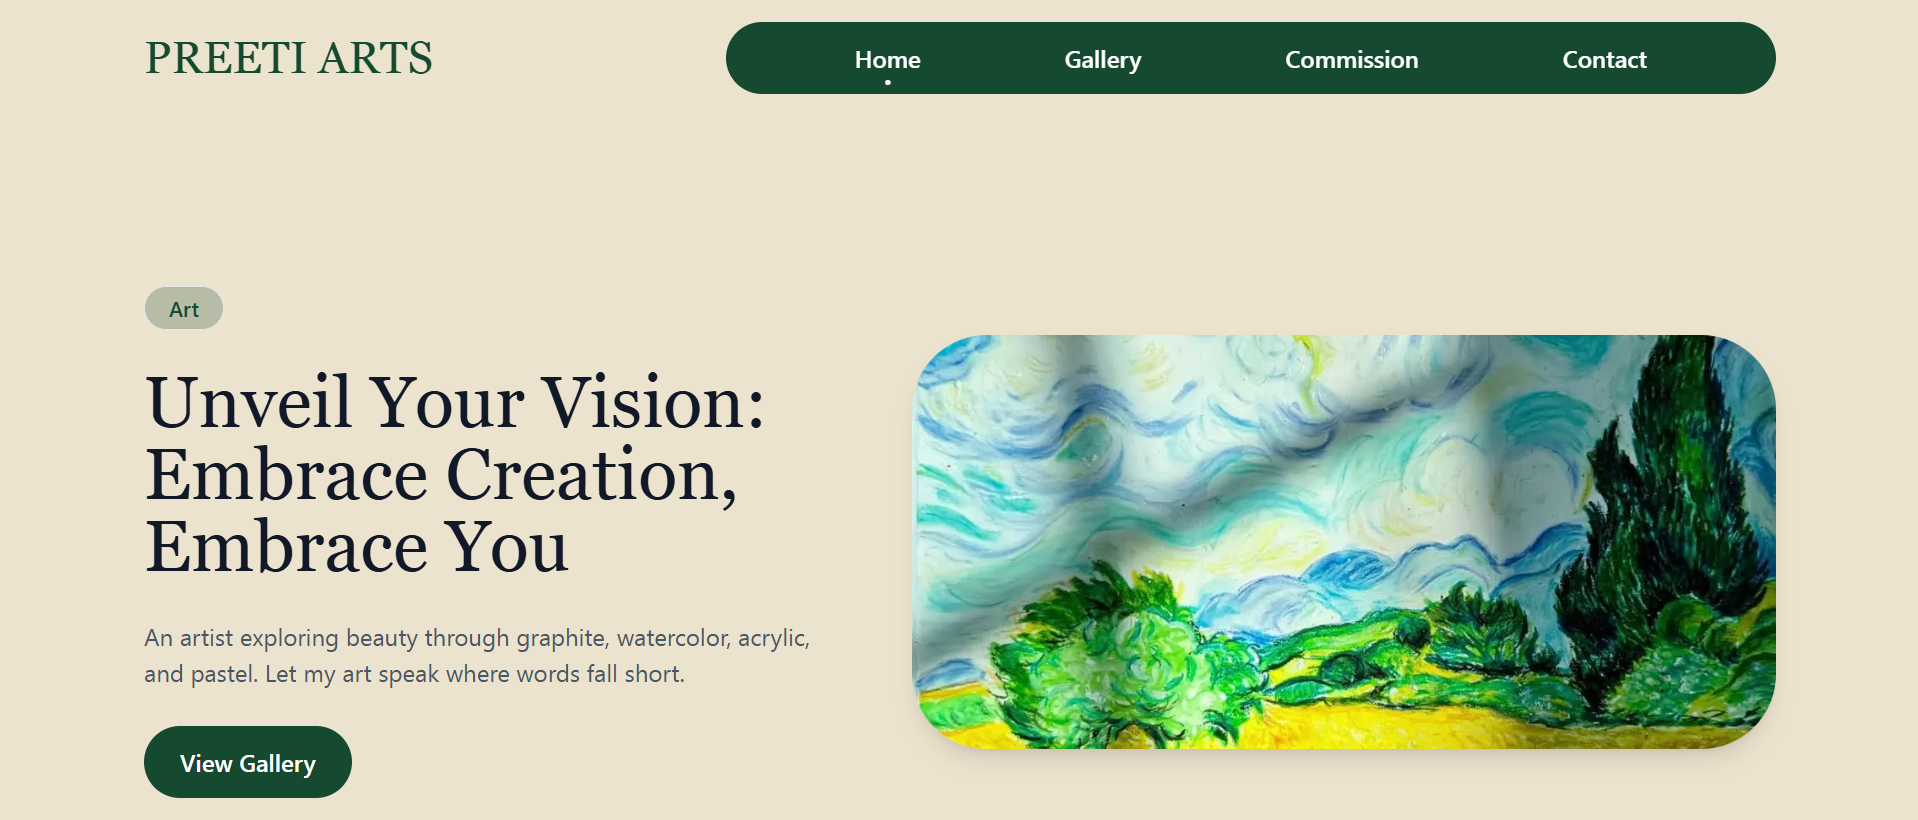 PREETI ARTS
Home
Gallery
Commission
Contact
Art
Unveil Your Vision:
Embrace Creation,
Embrace You
An artist exploring beauty through graphite, watercolor, acrylic,
and pastel. Let my art speak where words fall short.
View Gallery